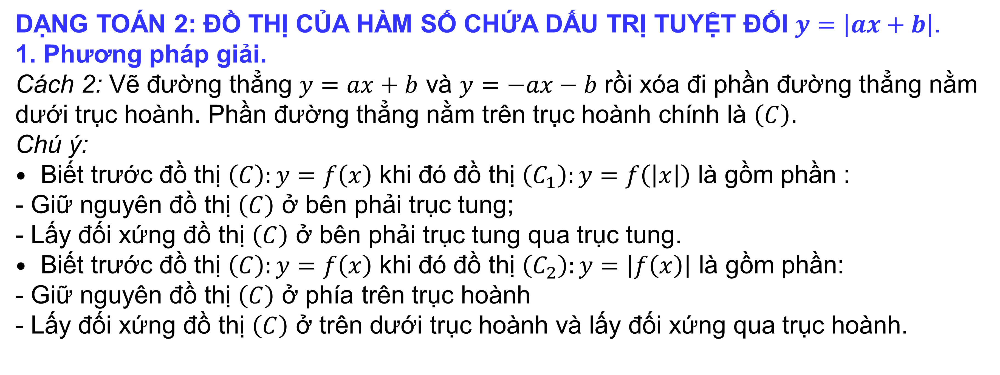 DẠNG TOÁN 2: ĐỒ THỊ CỦA HÀM SỐ CHỨA DẤU TRỊ TUYỆT ĐỐI y = |ax + b|.
1. Phương pháp giải.
Cách 2: Vẽ đường thẳng y = ax + b và y = −ax − b rồi xóa đi phần đường thẳng nằm
dưới trục hoành. Phần đường thẳng nằm trên trục hoành chính là (C).
Chú ý:
• Biết trước đồ thị (C): y = f(x) khi đó đồ thị (C₁): y = f(|x|) là gồm phần :
- Giữ nguyên đồ thị (C) ở bên phải trục tung;
- Lấy đối xứng đồ thị (C) ở bên phải trục tung qua trục tung.
• Biết trước đồ thị (C): y = f(x) khi đó đồ thị (C₂): y = |f(x)| là gồm phần:
- Giữ nguyên đồ thị (C) ở phía trên trục hoành
- Lấy đối xứng đồ thị (C) ở trên dưới trục hoành và lấy đối xứng qua trục hoành.